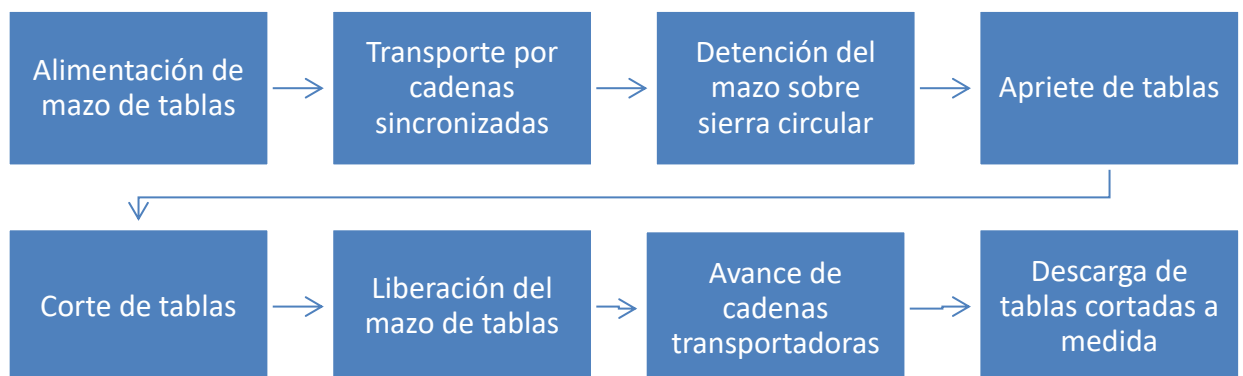 Alimentación de
mazo de tablas
Transporte por
cadenas
sincronizadas
Detención del
mazo sobre
sierra circular
Apriete de tablas
Corte de tablas
Liberación del
mazo de tablas
Avance de
cadenas
transportadoras
Descarga de
tablas cortadas a
medida